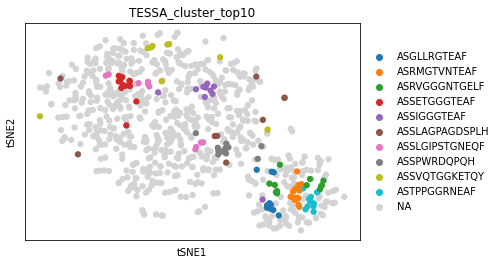 TESSA_cluster_top10
tSNE2
tSNE1
ASGLLRGTEAF
ASRMGTVNTEAF
ASRVGGGNTGELF
ASSETGGGTEAF
ASSIGGGTEAF
ASSLAGPAGDSPLH
ASSLGIPSTGNEQF
ASSPWRDQPQH
ASSVQTGGKETQY
ASTPPGGRNEAF
NA